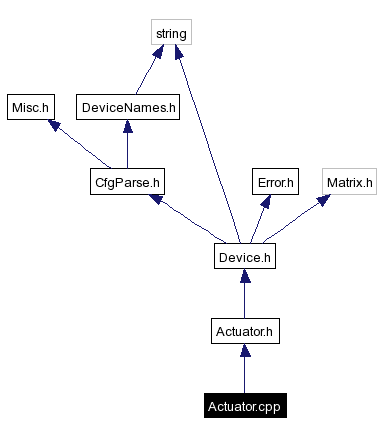 string
Misc.h
DeviceNames.h
CfgParse.h
Error.h
Matrix.h
Device.h
Actuator.h
Actuator.cpp